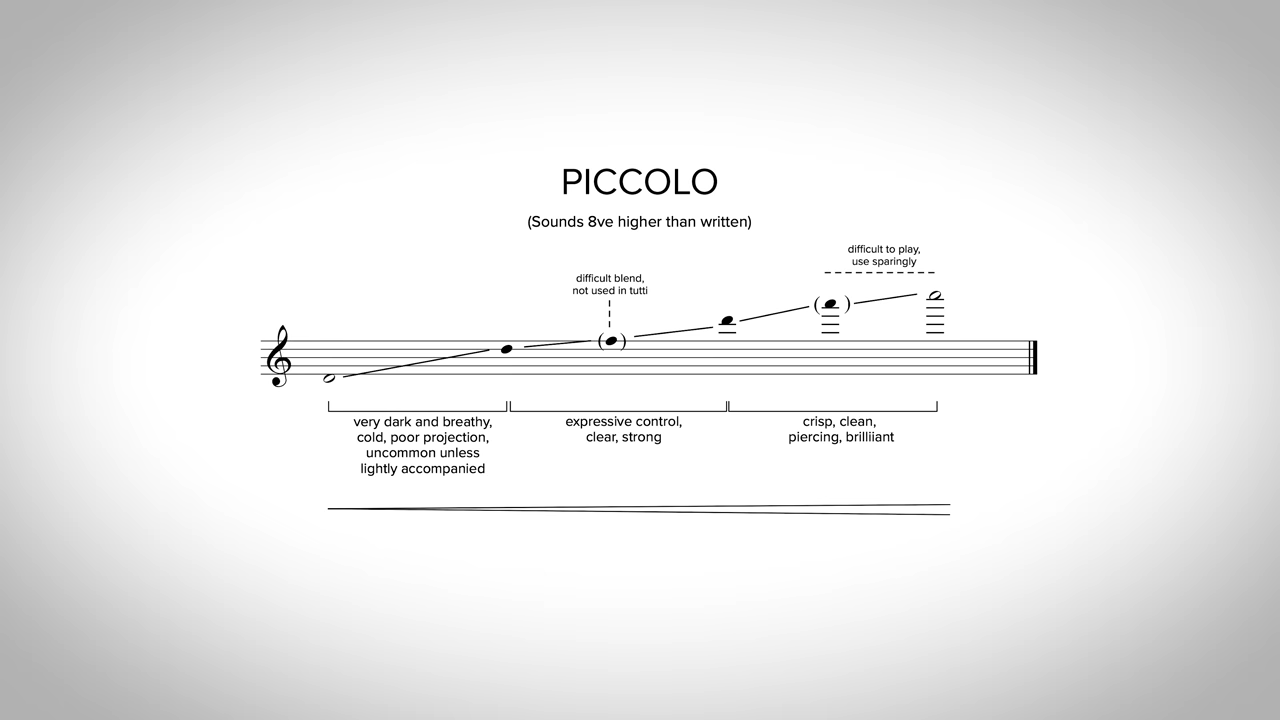 PICCOLO
(Sounds 8ve higher than written)
difficult to play,
use sparingly
difficult blend,
not used in tutti
very dark and breathy,
cold, poor projection,
uncommon unless
lightly accompanied
expressive control,
clear, strong
crisp, clean,
piercing, brilliiant